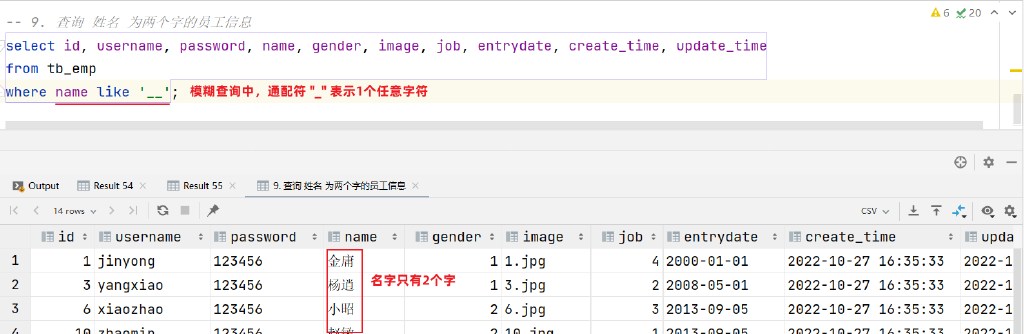 -- 9. 查询 姓名 为两个字的员工信息
6 20
select id, username, password, name, gender, image, job, entrydate, create_time, update_time
from tb_emp
where name like '__'; 模糊查询中，通配符 "_" 表示1个任意字符
Output Result 54 Result 55 9. 查询 姓名 为两个字的员工信息
14 rows CSV
id username password name gender image job entrydate create_time upda
1 1 jinyong 123456 金庸 1 1.jpg 4 2000-01-01 2022-10-27 16:35:33 2022-1
2 3 yangxiao 123456 杨逍 1 3.jpg 2 2008-05-01 2022-10-27 16:35:33 2022-1
名字只有2个字
3 6 xiaozhao 123456 小昭 2 6.jpg 3 2013-09-05 2022-10-27 16:35:33 2022-1
4 10 zhaomin 123456 赵敏 2 10.jpg 1 2013-09-05 2022-10-27 16:35:33 2022-1